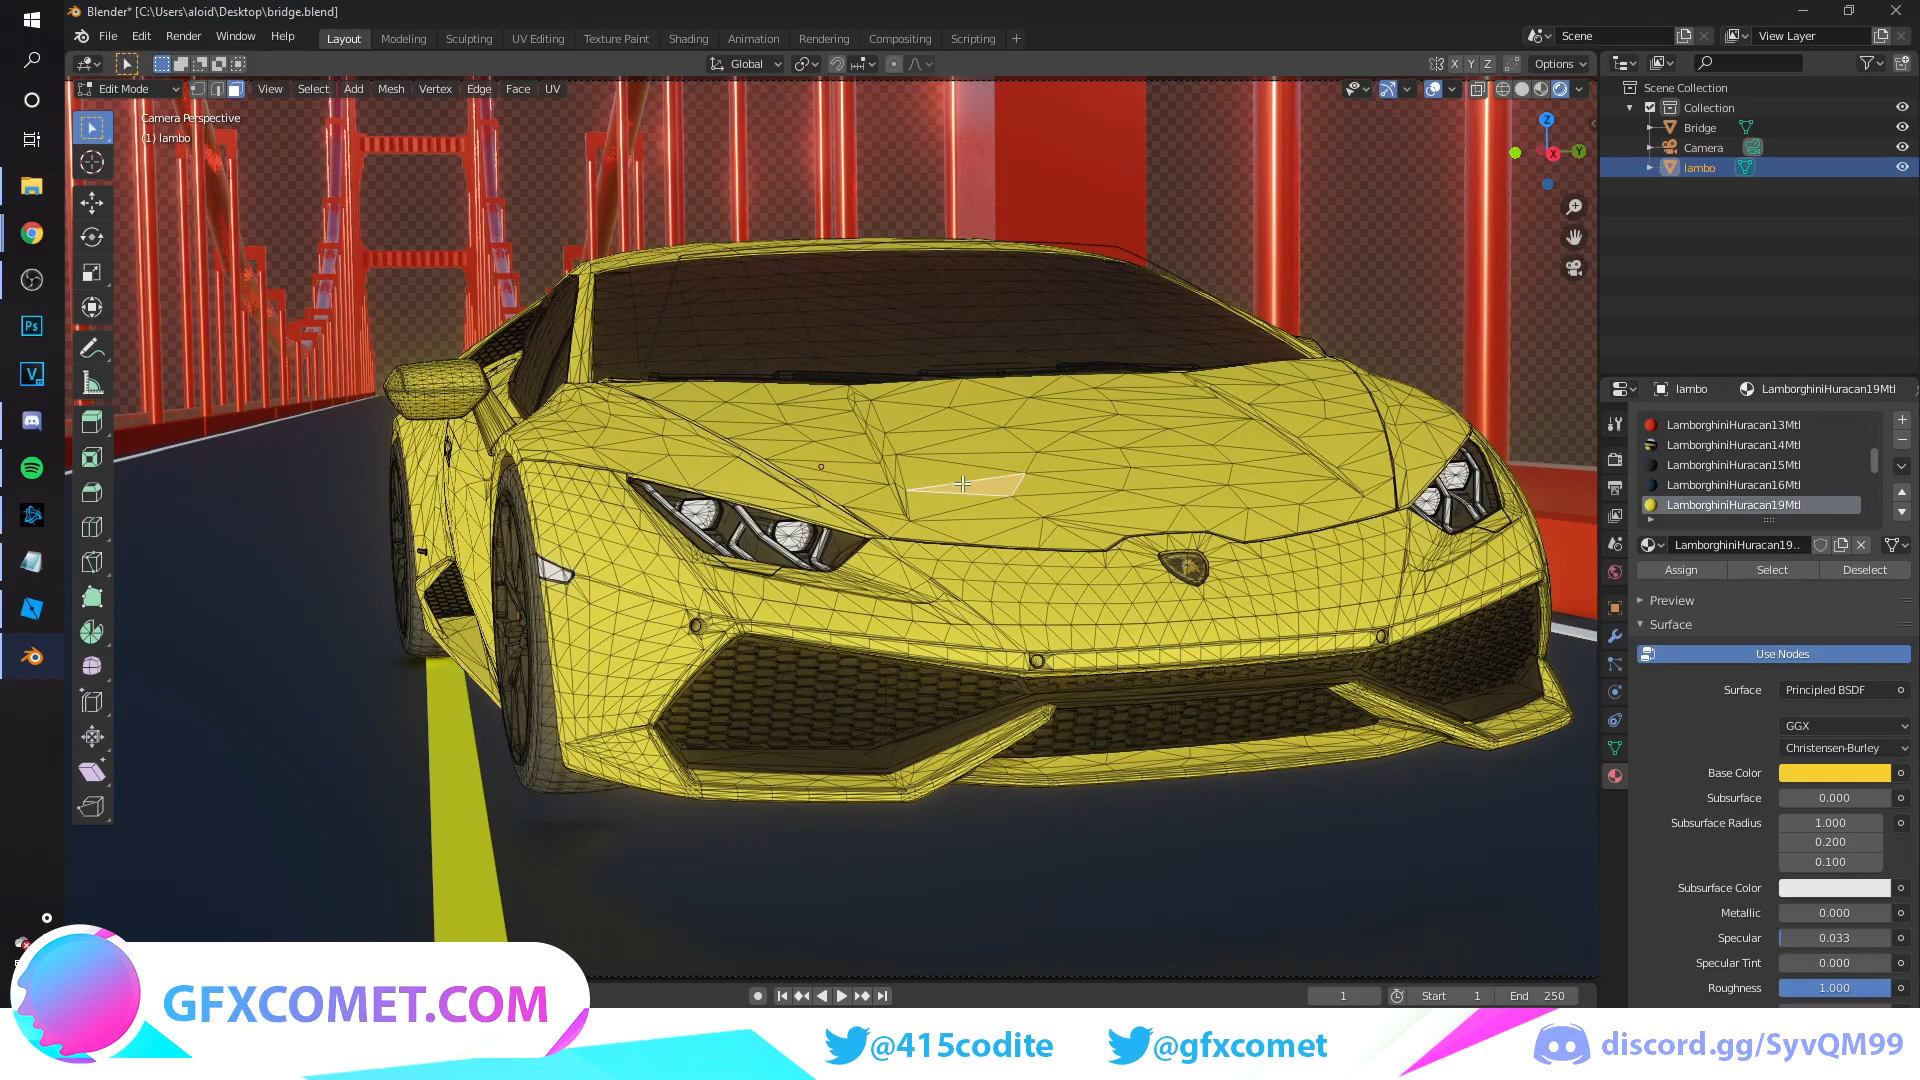 Blender* [C:\Users\aloid\Desktop\bridge.blend]
File Edit Render Window Help
Layout Modeling Sculpting UV Editing Texture Paint Shading Animation Rendering Compositing Scripting +
Scene
View Layer
Global
X Y Z
Options
Edit Mode
View Select Add Mesh Vertex Edge Face UV
Camera Perspective
(1) lambo
Z
X
Y
Scene Collection
Collection
Bridge
Camera
lambo
Ps
V
lambo LamborghiniHuracan19Mtl
LamborghiniHuracan13Mtl
LamborghiniHuracan14Mtl
LamborghiniHuracan15Mtl
LamborghiniHuracan16Mtl
LamborghiniHuracan19Mtl
LamborghiniHuracan19..
Assign Select Deselect
Preview
Surface
Use Nodes
Surface Principled BSDF
GGX
Christensen-Burley
Base Color
Subsurface 0.000
Subsurface Radius 1.000
0.200
0.100
Subsurface Color
Metallic 0.000
Specular 0.033
Specular Tint 0.000
Roughness 1.000
1 Start 1 End 250
GFXCOMET.COM
@415codite
@gfxcomet
discord.gg/SyvQM99